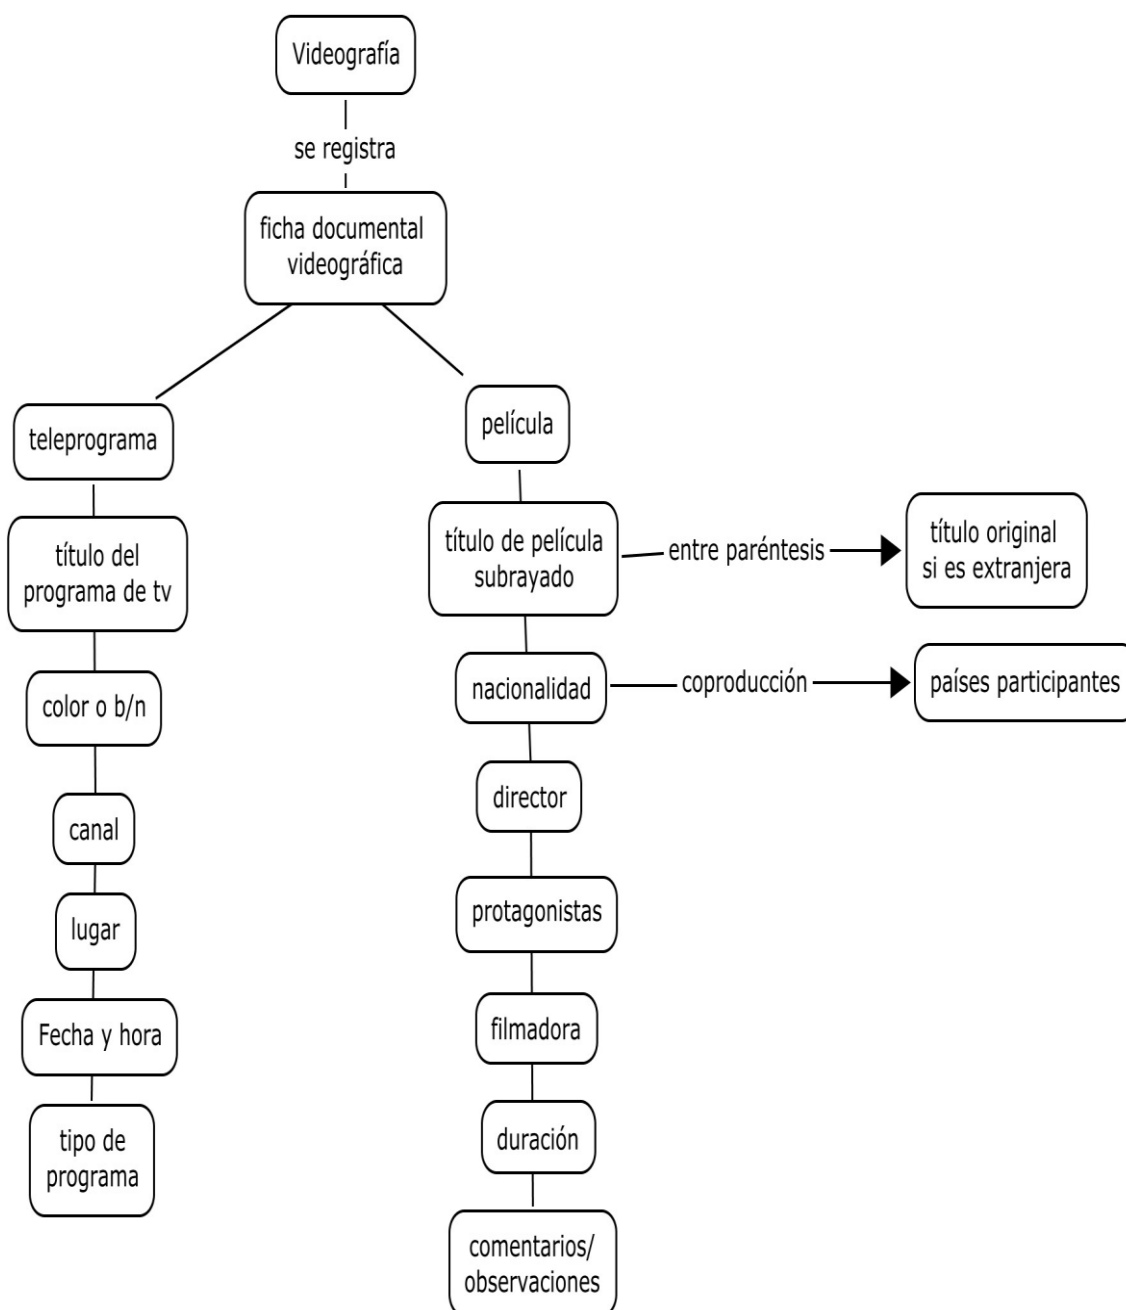 Videografía
se registra
ficha documental
videográfica
teleprograma
título del
programa de tv
color o b/n
canal
lugar
Fecha y hora
tipo de
programa
película
título de película
subrayado
entre paréntesis
título original
si es extranjera
nacionalidad
coproducción
países participantes
director
protagonistas
filmadora
duración
comentarios/
observaciones